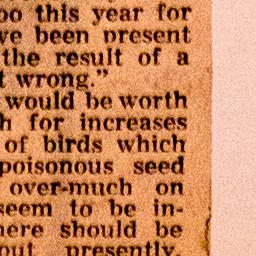 oo this year for
ve been present
the result of a
t wrong."
would be worth
h for increases
of birds which
poisonous seed
over-much on
seem to be in-
here should be
out presently.